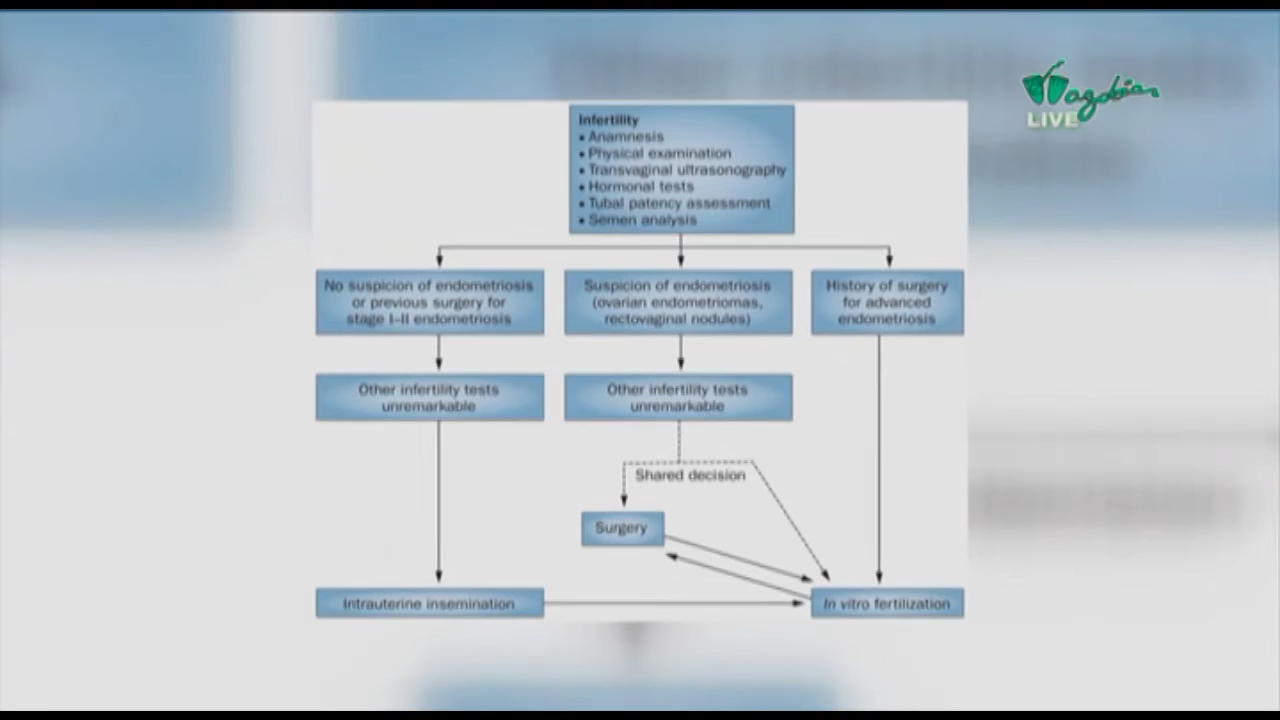 Wazobia
LIVE
Infertility
• Anamnesis
• Physical examination
• Transvaginal ultrasonography
• Hormonal tests
• Tubal patency assessment
• Semen analysis
No suspicion of endometriosis
or previous surgery for
stage I–II endometriosis
Suspicion of endometriosis
(ovarian endometriomas,
rectovaginal nodules)
History of surgery
for advanced
endometriosis
Other infertility tests
unremarkable
Other infertility tests
unremarkable
Shared decision
Surgery
Intrauterine insemination
In vitro fertilization